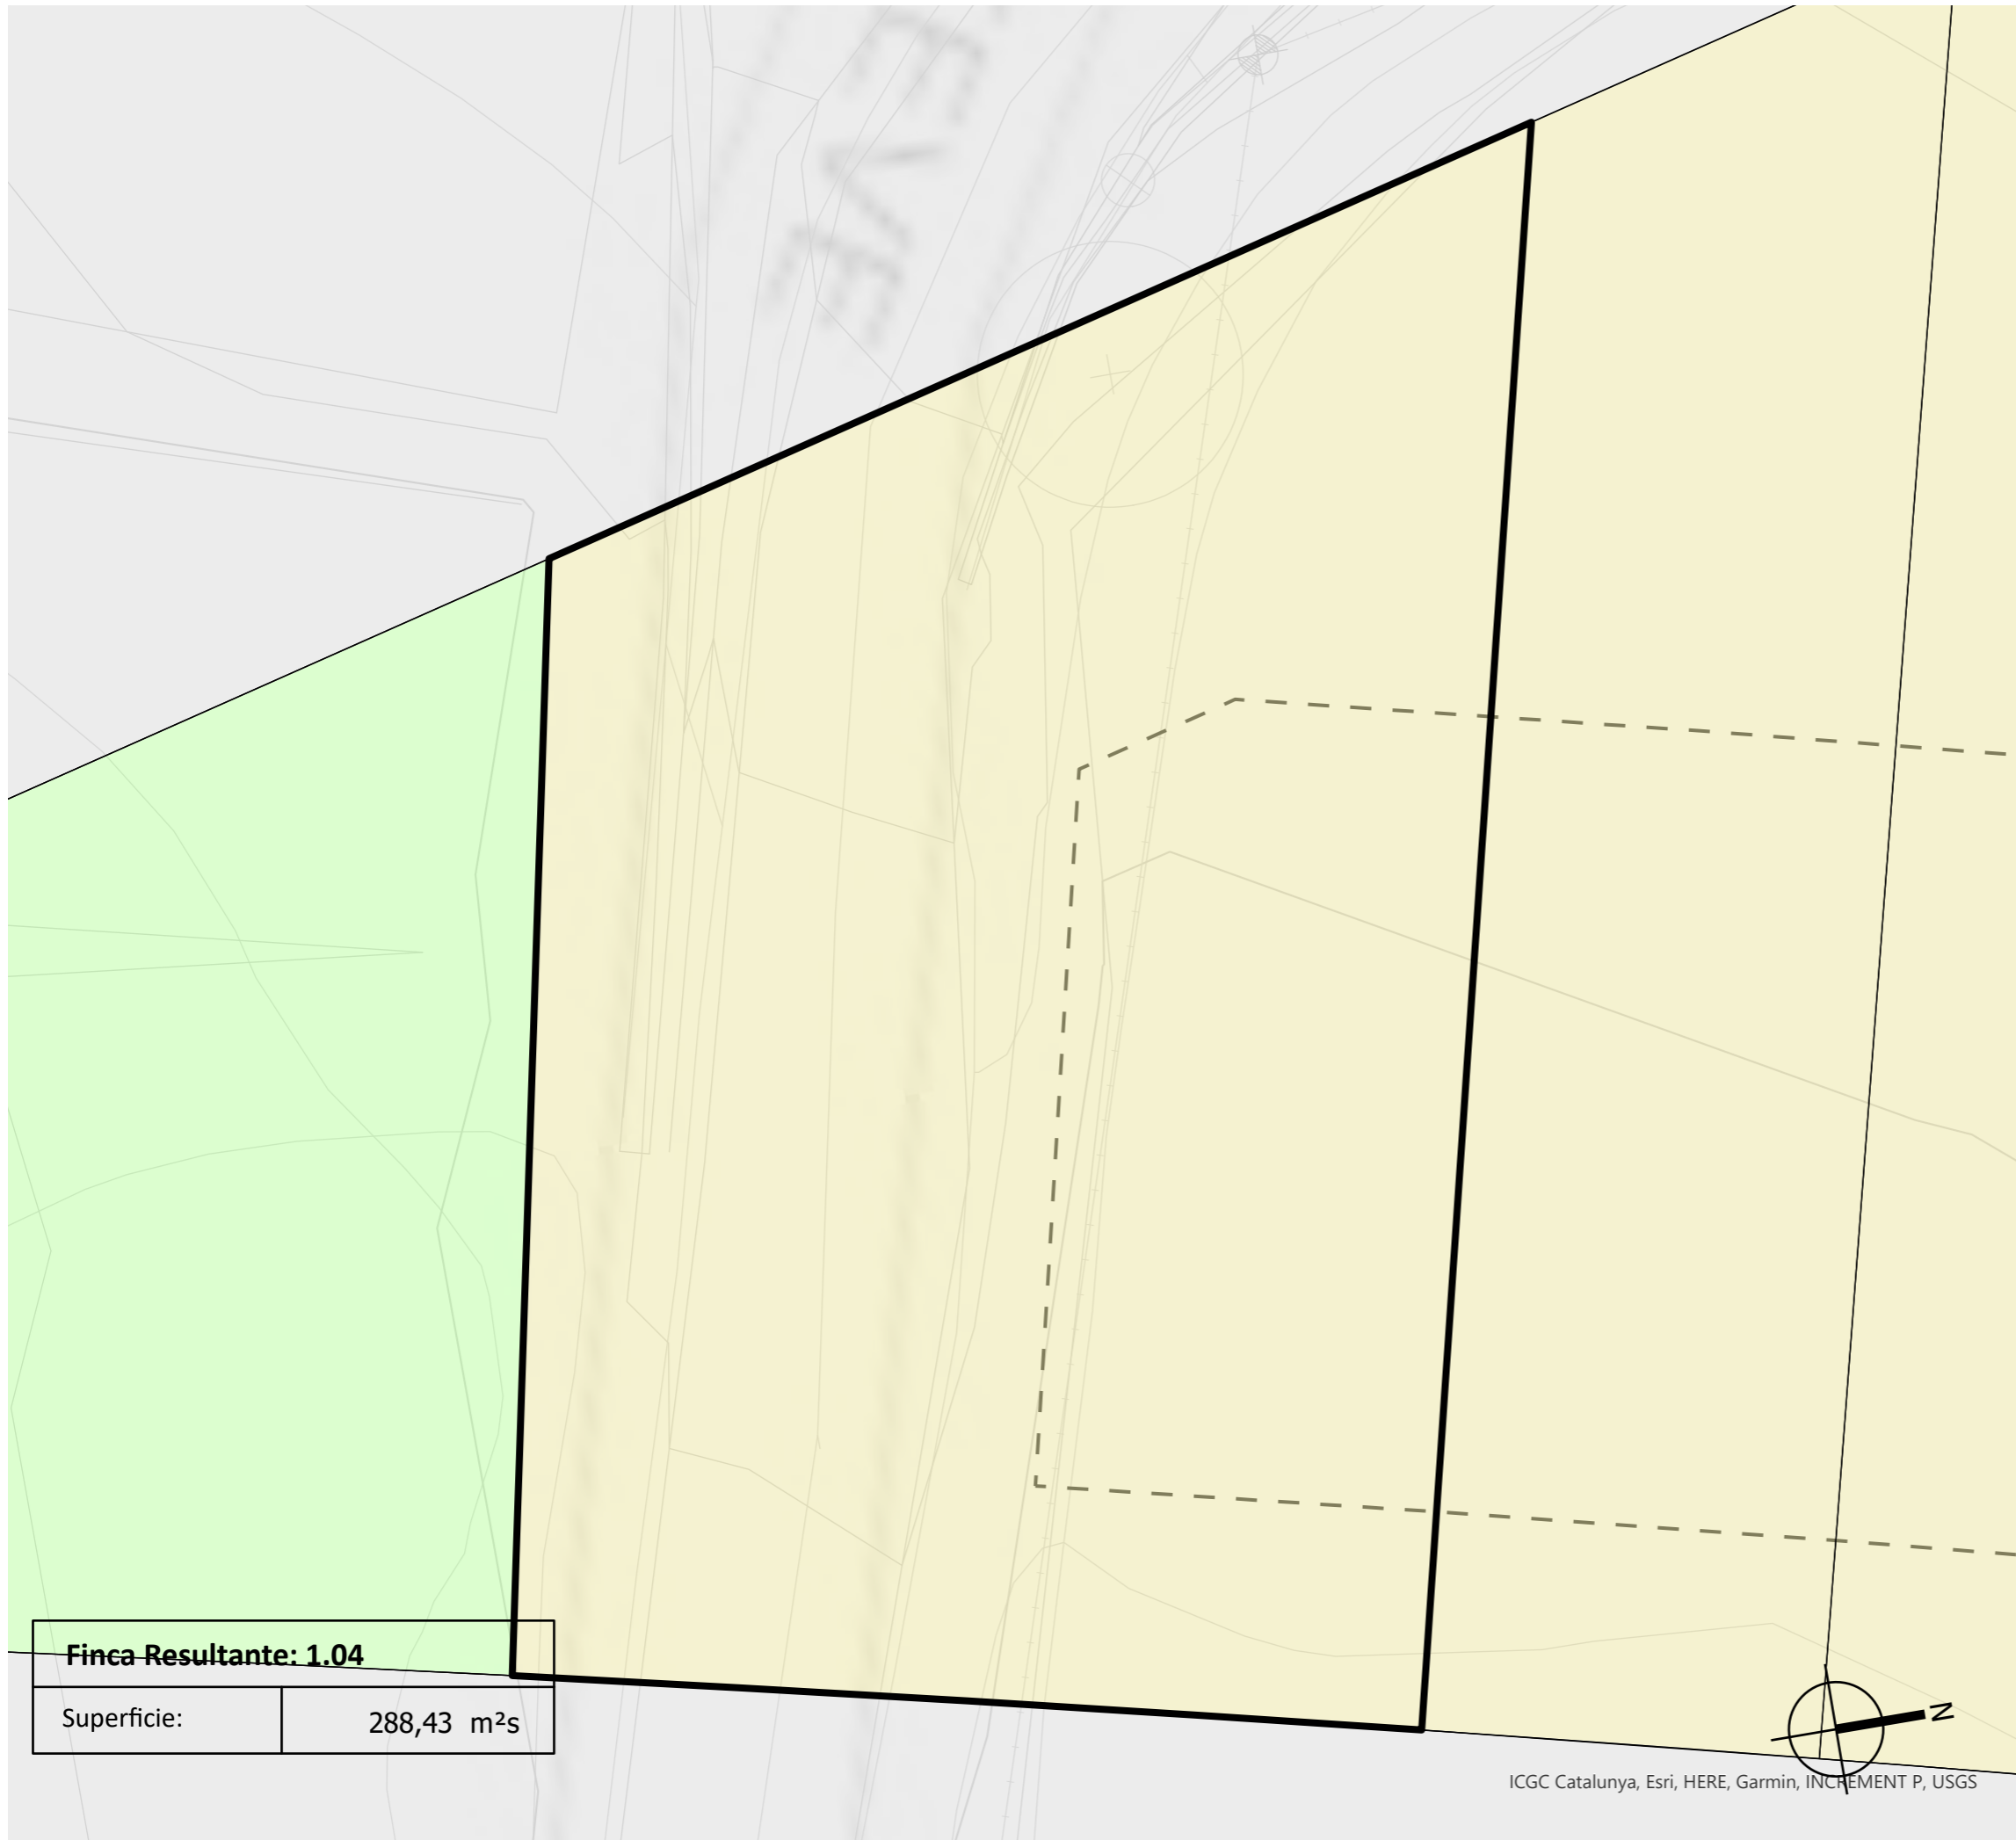 Finca Resultante: 1.04
Superficie: 288,43 m²s
N
ICGC Catalunya, Esri, HERE, Garmin, INCREMENT P, USGS